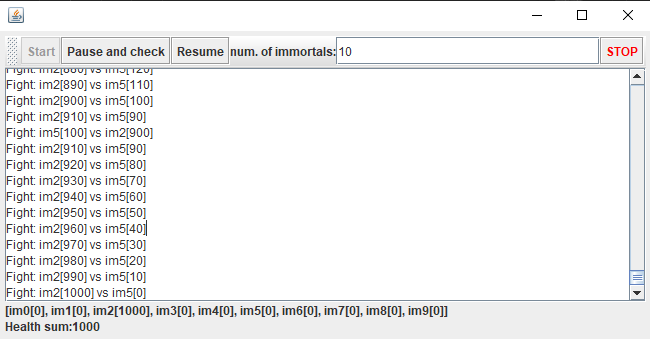 Start Pause and check Resume num. of immortals: 10 STOP
Fight: im2[880] vs im5[120]
Fight: im2[890] vs im5[110]
Fight: im2[900] vs im5[100]
Fight: im2[910] vs im5[90]
Fight: im5[100] vs im2[900]
Fight: im2[910] vs im5[90]
Fight: im2[920] vs im5[80]
Fight: im2[930] vs im5[70]
Fight: im2[940] vs im5[60]
Fight: im2[950] vs im5[50]
Fight: im2[960] vs im5[40]
Fight: im2[970] vs im5[30]
Fight: im2[980] vs im5[20]
Fight: im2[990] vs im5[10]
Fight: im2[1000] vs im5[0]
[im0[0], im1[0], im2[1000], im3[0], im4[0], im5[0], im6[0], im7[0], im8[0], im9[0]]
Health sum:1000